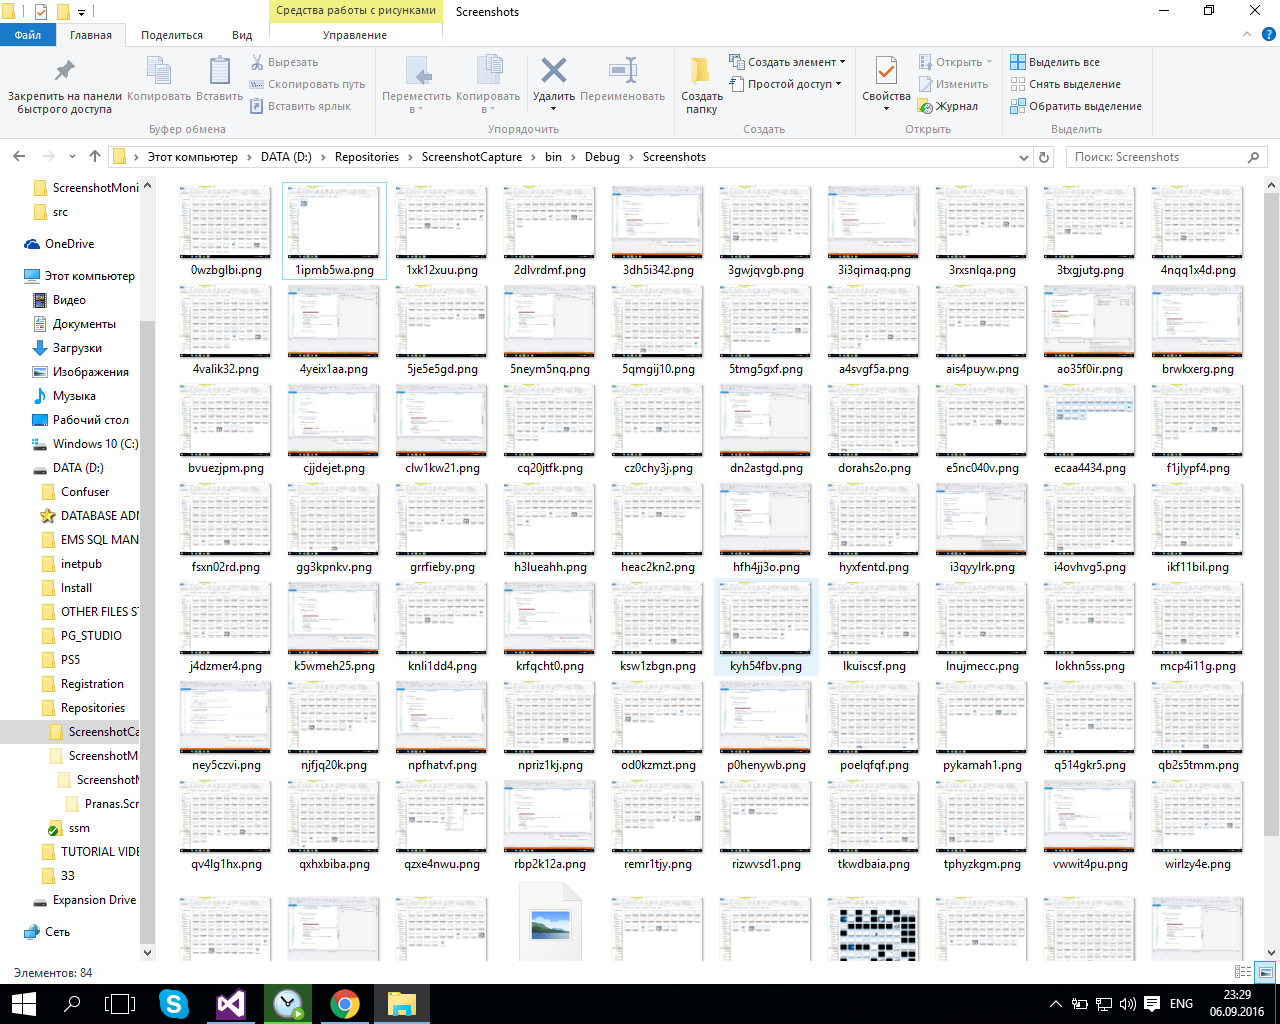 Средства работы с рисунками
Screenshots
Файл
Главная
Поделиться
Вид
Управление
Закрепить на панели
быстрого доступа
Копировать
Вставить
Вырезать
Скопировать путь
Вставить ярлык
Буфер обмена
Переместить
в
Копировать
в
Удалить
Переименовать
Упорядочить
Создать
папку
Создать элемент
Простой доступ
Создать
Свойства
Открыть
Изменить
Журнал
Открыть
Выделить все
Снять выделение
Обратить выделение
Выделить
Этот компьютер
DATA (D:)
Repositories
ScreenshotCapture
bin
Debug
Screenshots
Поиск: Screenshots
ScreenshotMoni
src
OneDrive
Этот компьютер
Видео
Документы
Загрузки
Изображения
Музыка
Рабочий стол
Windows 10 (C:)
DATA (D:)
Confuser
DATABASE ADM
EMS SQL MAN
inetpub
Install
OTHER FILES ST
PG_STUDIO
PS5
Registration
Repositories
ScreenshotCa
ScreenshotM
ScreenshotM
Pranas.Scr
ssm
TUTORIAL VIDE
33
Expansion Drive
Сеть
0wzbglbi.png 1ipmb5wa.png 1xk12xuu.png 2dlvrdmf.png 3dh5i342.png 3gwjqvgb.png 3i3qimaq.png 3rxsnlqa.png 3txgjutg.png 4nqq1x4d.png
4valik32.png 4yeix1aa.png 5je5e5gd.png 5neym5nq.png 5qmgij10.png 5tmg5gxf.png a4svgf5a.png ais4puyw.png ao35f0ir.png brwkxerg.png
bvuezjpm.png cjjdejet.png clw1kw21.png cq20jtfk.png cz0chy3j.png dn2astgd.png dorahs2o.png e5nc040v.png ecaa4434.png f1jlypf4.png
fsxn02rd.png gg3kpnkv.png grrfieby.png h3lueahh.png heac2kn2.png hfh4jj3o.png hyxfentd.png i3qyylrk.png i4ovhvg5.png ikf11bil.png
j4dzmer4.png k5wmeh25.png knli1dd4.png krfqcht0.png ksw1zbgn.png kyh54fbv.png lkuiscsf.png lnujmecc.png lokhn5ss.png mcp4i11g.png
ney5czvi.png njfjq20k.png npfhatvf.png npriz1kj.png od0kzmzt.png p0henywb.png poelqfqf.png pykamah1.png q514gkr5.png qb2s5tmm.png
qv4lg1hx.png qxhxbiba.png qzxe4nwu.png rbp2k12a.png remr1tjy.png rizwvsd1.png tkwdbaia.png tphyzkgm.png vwwit4pu.png wirlzy4e.png
Элементов: 84
ENG
23:29
06.09.2016